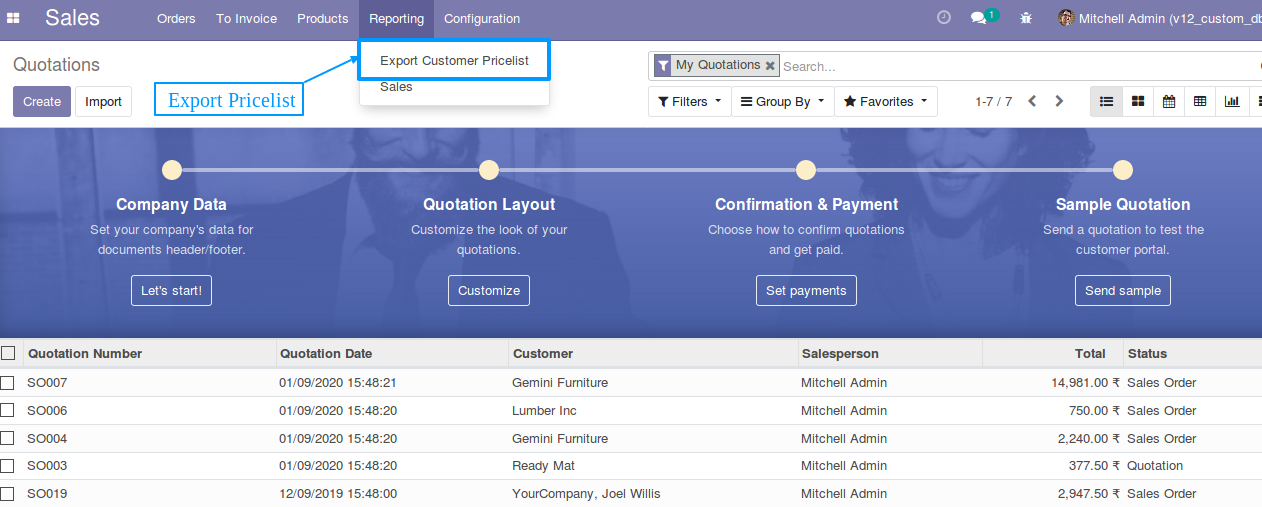 Sales Orders To Invoice Products Reporting Configuration 1 Mitchell Admin (v12_custom_db
Quotations
Export Customer Pricelist
My Quotations Search...
Sales
Create Import
Export Pricelist
Filters Group By Favorites 1-7 / 7
Company Data Quotation Layout Confirmation & Payment Sample Quotation
Set your company's data for Customize the look of your Choose how to confirm quotations Send a quotation to test the
documents header/footer. quotations. and get paid. customer portal.
Let's start! Customize Set payments Send sample
Quotation Number Quotation Date Customer Salesperson Total Status
SO007 01/09/2020 15:48:21 Gemini Furniture Mitchell Admin 14,981.00 ₹ Sales Order
SO006 01/09/2020 15:48:20 Lumber Inc Mitchell Admin 750.00 ₹ Sales Order
SO004 01/09/2020 15:48:20 Gemini Furniture Mitchell Admin 2,240.00 ₹ Sales Order
SO003 01/09/2020 15:48:20 Ready Mat Mitchell Admin 377.50 ₹ Quotation
SO019 12/09/2019 15:48:00 YourCompany, Joel Willis Mitchell Admin 2,947.50 ₹ Sales Order